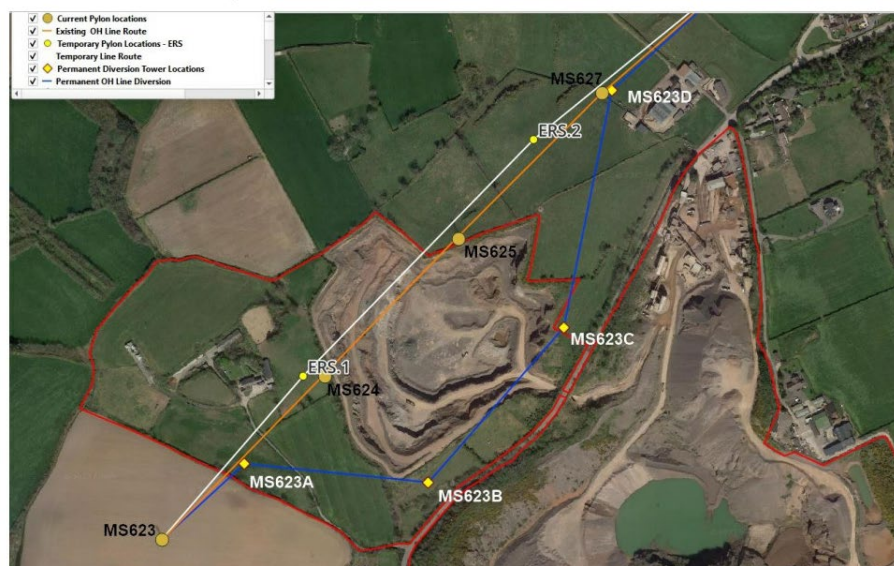 Current Pylon locations
Existing OH Line Route
Temporary Pylon Locations - ERS
Temporary Line Route
Permanent Diversion Tower Locations
Permanent OH Line Diversion
MS627
MS623D
ERS.2
MS625
MS623C
ERS.1
MS624
MS623A
MS623B
MS623